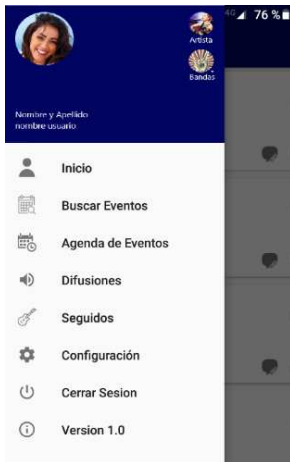 4G 76 %
Artista
Bandas
Nombre y Apellido
nombre usuario
Inicio
Buscar Eventos
Agenda de Eventos
Difusiones
Seguidos
Configuración
Cerrar Sesion
Version 1.0